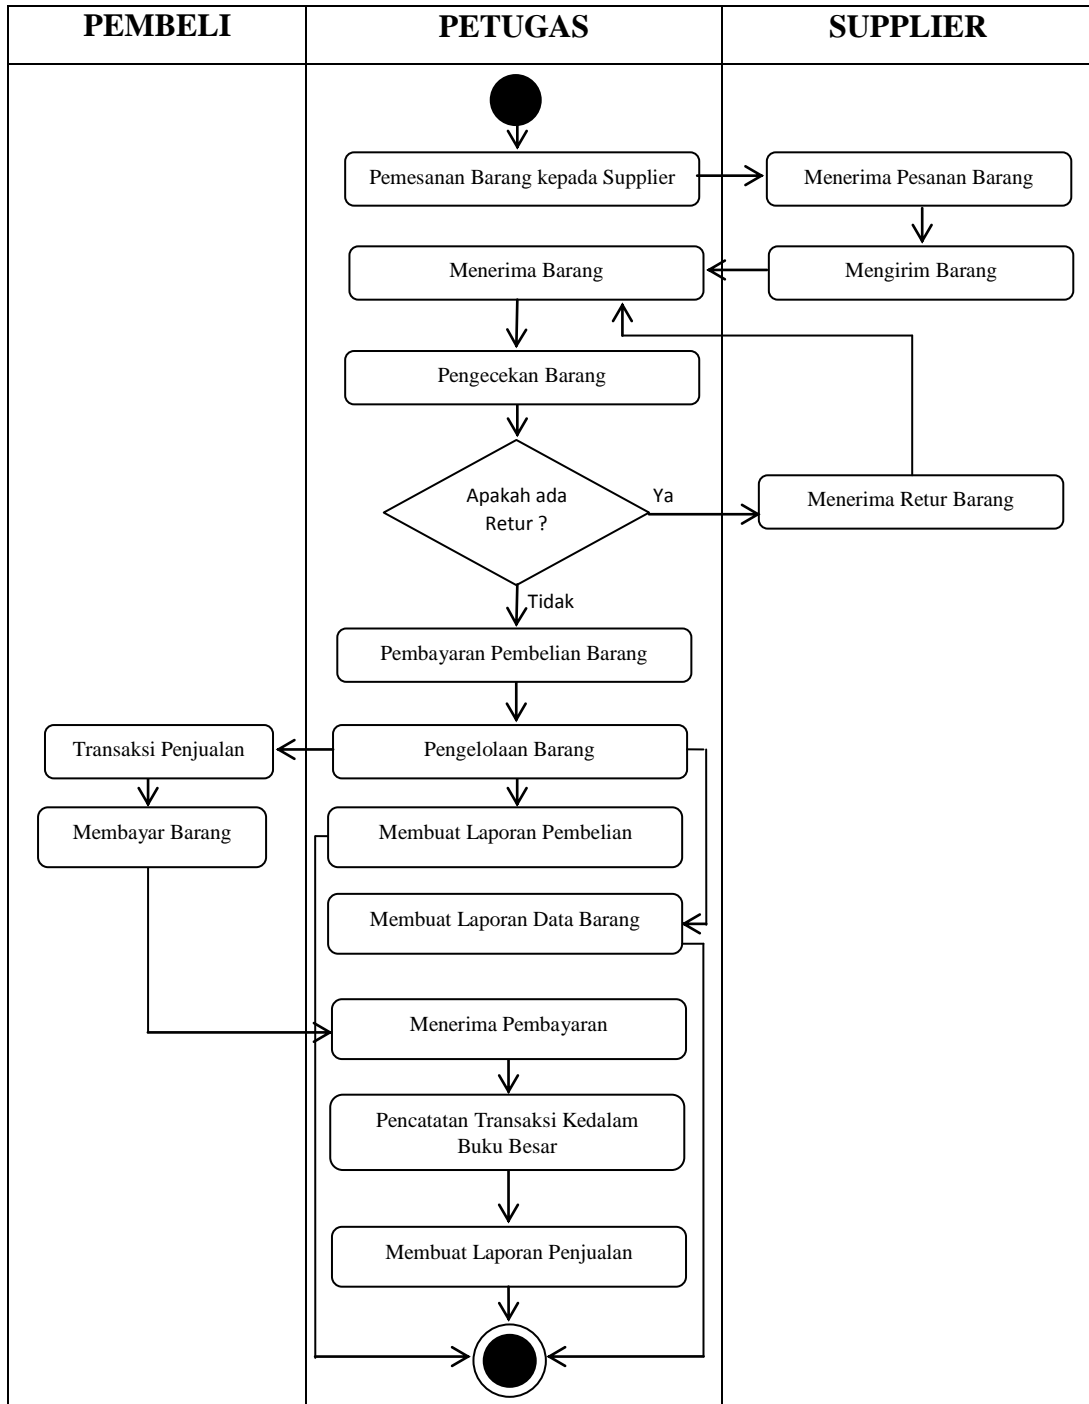 PEMBELI
PETUGAS
SUPPLIER
Pemesanan Barang kepada Supplier
Menerima Pesanan Barang
Menerima Barang
Mengirim Barang
Pengecekan Barang
Apakah ada
Retur ?
Ya
Menerima Retur Barang
Tidak
Pembayaran Pembelian Barang
Transaksi Penjualan
Pengelolaan Barang
Membayar Barang
Membuat Laporan Pembelian
Membuat Laporan Data Barang
Menerima Pembayaran
Pencatatan Transaksi Kedalam
Buku Besar
Membuat Laporan Penjualan